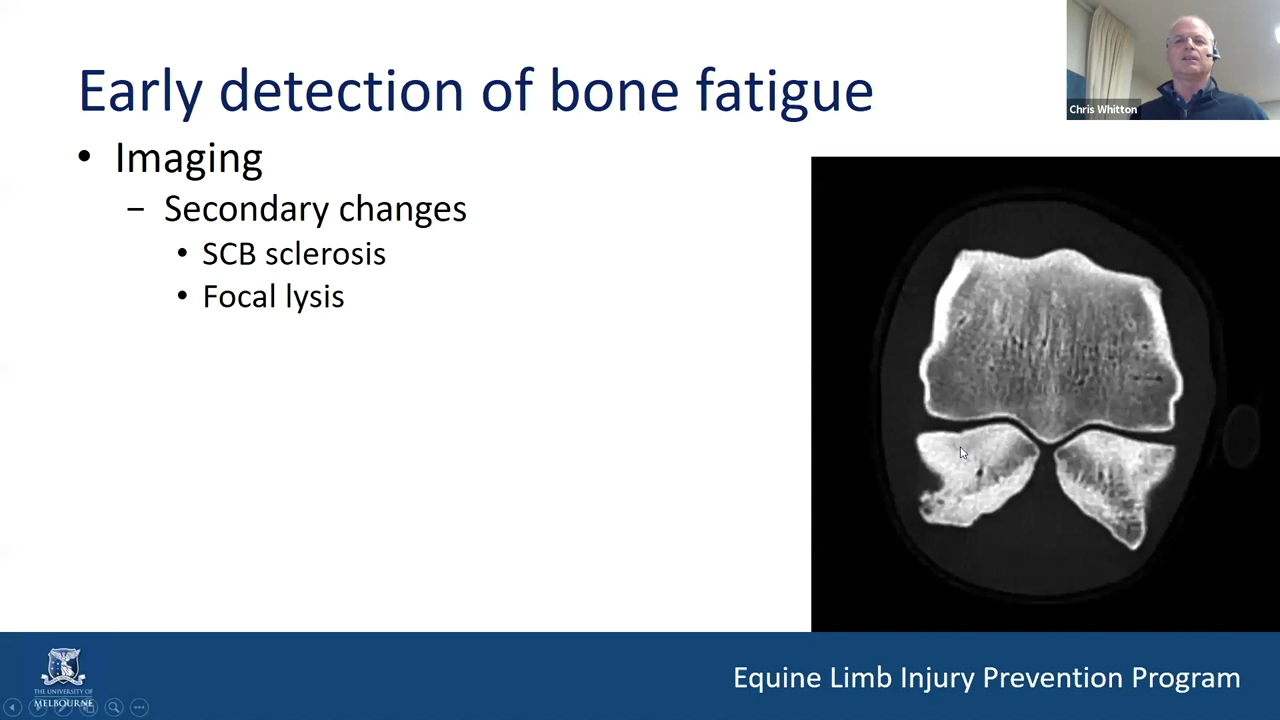 Early detection of bone fatigue
Chris Whitton
• Imaging
– Secondary changes
• SCB sclerosis
• Focal lysis
THE UNIVERSITY OF
MELBOURNE
Equine Limb Injury Prevention Program